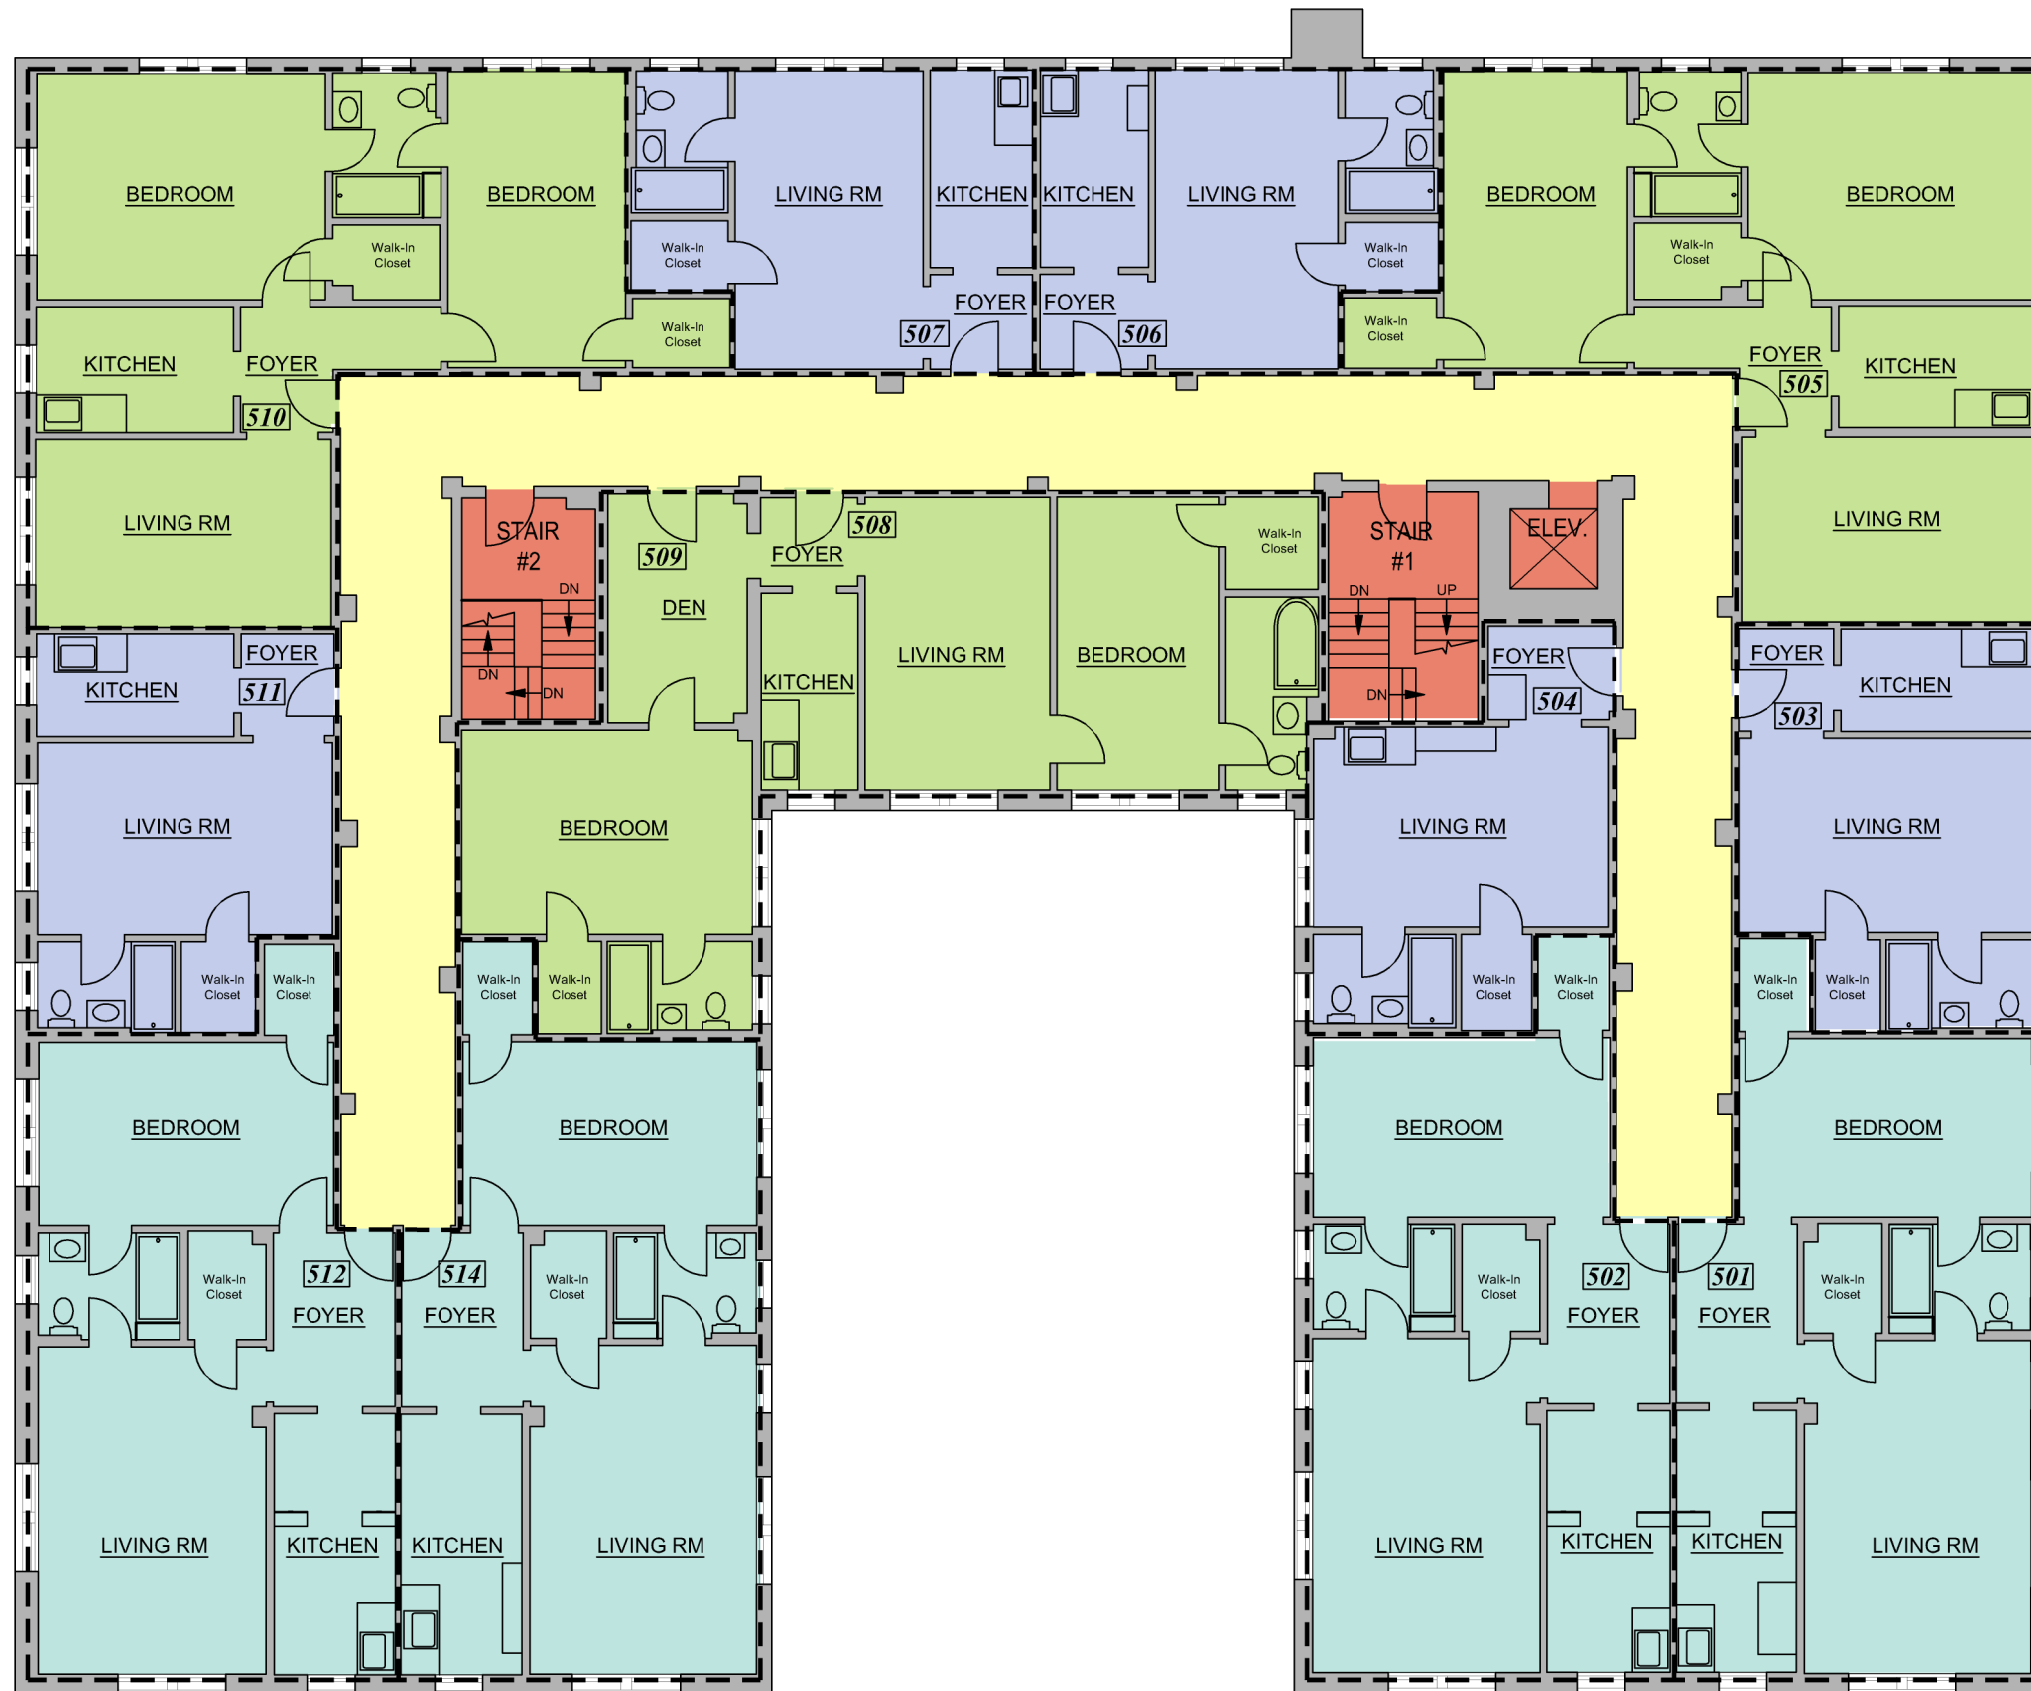 BEDROOM
BEDROOM
LIVING RM
KITCHEN
KITCHEN
LIVING RM
BEDROOM
BEDROOM
Walk-In
Closet
Walk-In
Closet
Walk-In
Closet
Walk-In
Closet
FOYER
FOYER
507
506
Walk-In
Closet
Walk-In
Closet
KITCHEN
FOYER
510
FOYER
505
KITCHEN
LIVING RM
STAIR
#2
DN
DN
DN
509
DEN
FOYER
508
LIVING RM
KITCHEN
BEDROOM
Walk-In
Closet
STAIR
#1
DN
UP
DN
ELEV.
LIVING RM
FOYER
504
FOYER
503
KITCHEN
FOYER
KITCHEN
511
LIVING RM
BEDROOM
LIVING RM
LIVING RM
Walk-In
Closet
Walk-In
Closet
Walk-In
Closet
Walk-In
Closet
Walk-In
Closet
Walk-In
Closet
Walk-In
Closet
Walk-In
Closet
BEDROOM
BEDROOM
BEDROOM
BEDROOM
Walk-In
Closet
512
FOYER
514
FOYER
Walk-In
Closet
Walk-In
Closet
502
FOYER
501
FOYER
Walk-In
Closet
LIVING RM
KITCHEN
KITCHEN
LIVING RM
LIVING RM
KITCHEN
KITCHEN
LIVING RM